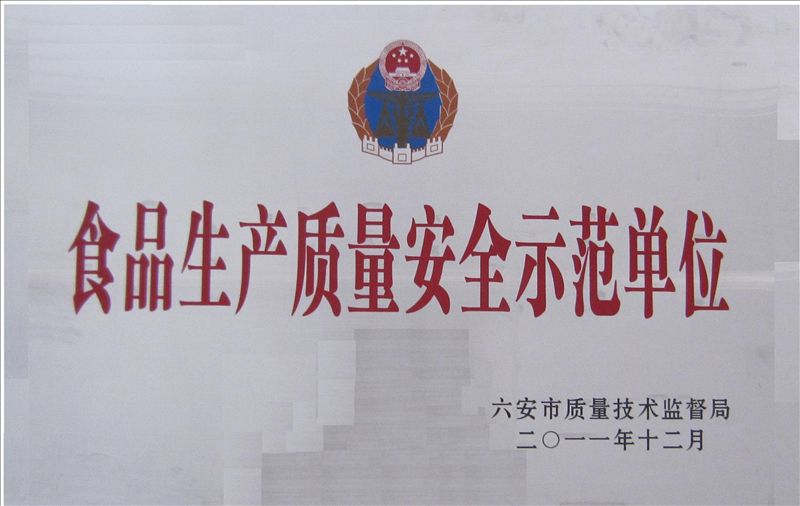 食品生产质量安全示范单位
六安市质量技术监督局
二〇一一年十二月